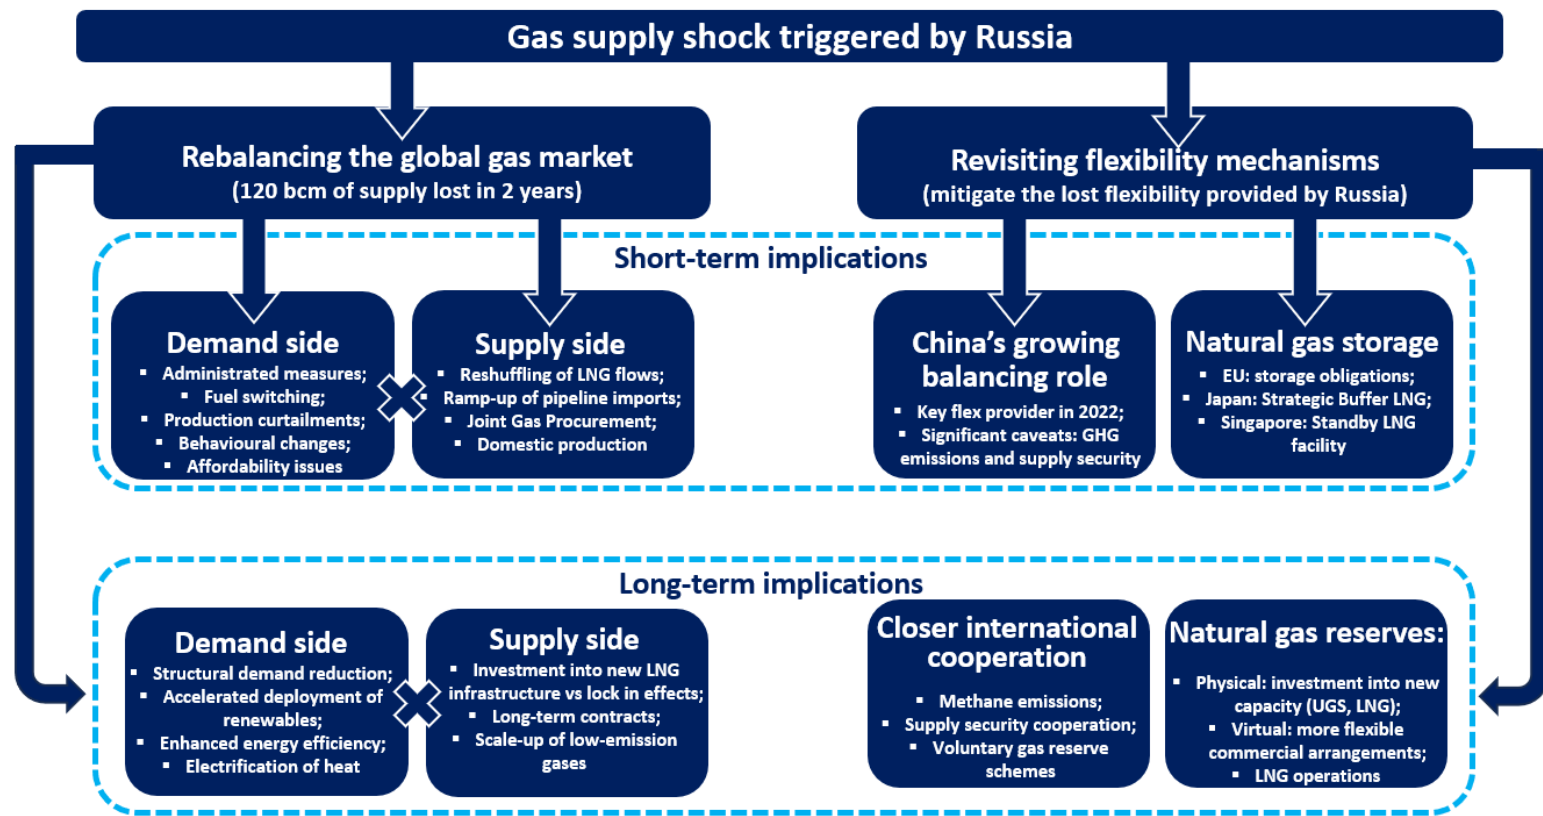 Gas supply shock triggered by Russia
Rebalancing the global gas market
(120 bcm of supply lost in 2 years)
Revisiting flexibility mechanisms
(mitigate the lost flexibility provided by Russia)
Short-term implications
Demand side
▪ Administrated measures;
▪ Fuel switching;
▪ Production curtailments;
▪ Behavioural changes;
▪ Affordability issues
Supply side
▪ Reshuffling of LNG flows;
▪ Ramp-up of pipeline imports;
▪ Joint Gas Procurement;
▪ Domestic production
China's growing
balancing role
▪ Key flex provider in 2022;
▪ Significant caveats: GHG
emissions and supply security
Natural gas storage
▪ EU: storage obligations;
▪ Japan: Strategic Buffer LNG;
▪ Singapore: Standby LNG
facility
Long-term implications
Demand side
▪ Structural demand reduction;
▪ Accelerated deployment of
renewables;
▪ Enhanced energy efficiency;
▪ Electrification of heat
Supply side
▪ Investment into new LNG
infrastructure vs lock in effects;
▪ Long-term contracts;
▪ Scale-up of low-emission
gases
Closer international
cooperation
▪ Methane emissions;
▪ Supply security cooperation;
▪ Voluntary gas reserve
schemes
Natural gas reserves:
▪ Physical: investment into new
capacity (UGS, LNG);
▪ Virtual: more flexible
commercial arrangements;
▪ LNG operations